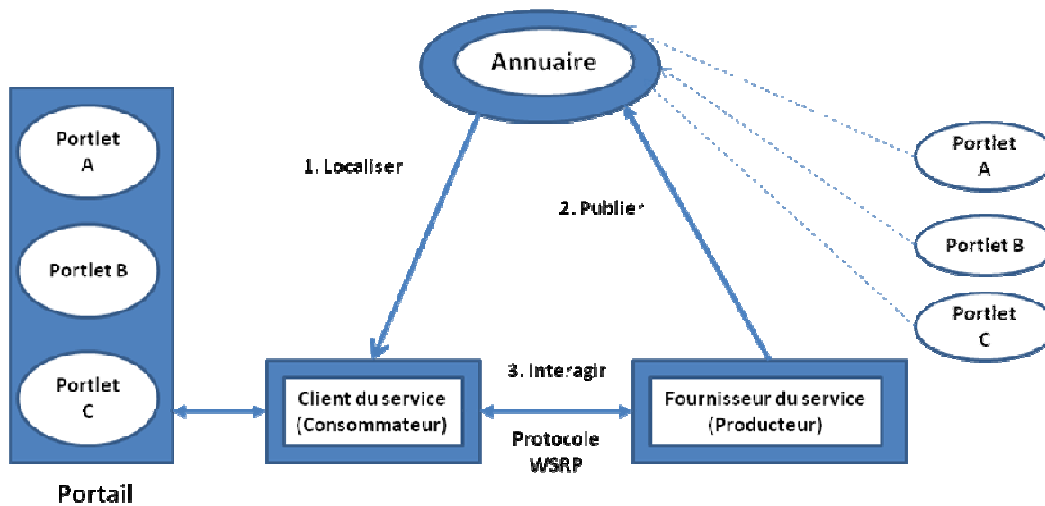 Annuaire
Portlet
A
Portlet B
Portlet
C
Portail
1. Localiser
2. Publier
3. Interagir
Client du service
(Consommateur)
Protocole
WSRP
Fournisseur du service
(Producteur)
Portlet
A
Portlet B
Portlet
C